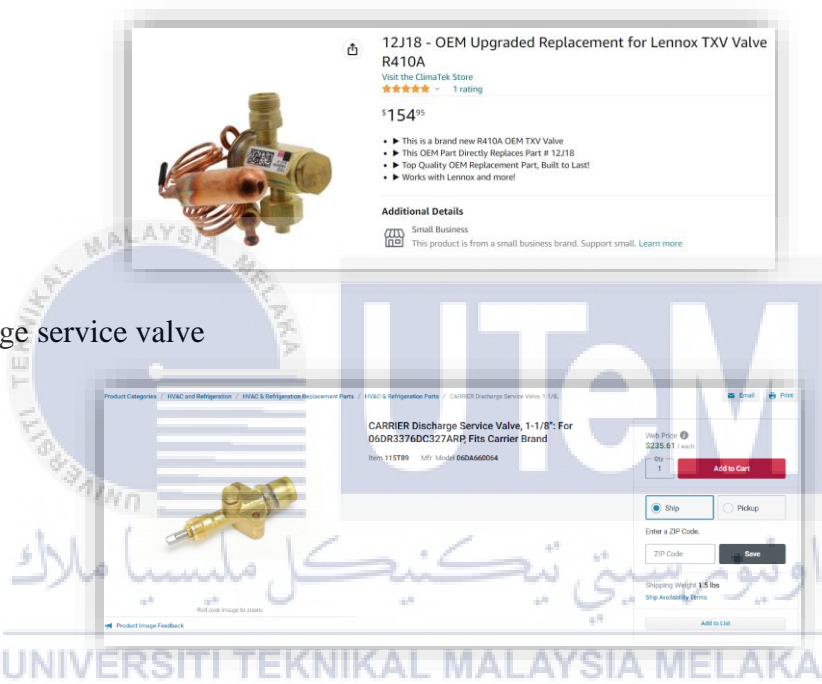 12J18 - OEM Upgraded Replacement for Lennox TXV Valve
R410A
Visit the ClimaTek Store
1 rating
$154 95
▶ This is a brand new R410A OEM TXV Valve
▶ This OEM Part Directly Replaces Part # 12J18
▶ Top Quality OEM Replacement Part, Built to Last!
▶ Works with Lennox and more!
Additional Details
Small Business
This product is from a small business brand. Support small. Learn more
ge service valve
Product Categories / HVAC and Refrigeration / HVAC & Refrigeration Replacement Parts / HVAC & Refrigeration Parts / CARRIER Discharge Service Valve, 1-1/8",
Email Print
CARRIER Discharge Service Valve, 1-1/8": For
06DR3376DC327ARP, Fits Carrier Brand
Item 115T89 Mfr. Model 06DA660064
Web Price
$235.61 / each
Qty
1
Add to Cart
Ship
Pickup
Enter a ZIP Code.
ZIP Code
Save
Shipping Weight 1.5 lbs
Ship Availability Terms
Add to List
Roll over image to zoom.
Product Image Feedback
UTeM
UNIVERSITI TEKNIKAL MALAYSIA MELAKA
اونيورسيتي تيكنيكل مليسيا ملاك
UNIVERSITI TEKNIKAL MALAYSIA MELAKA